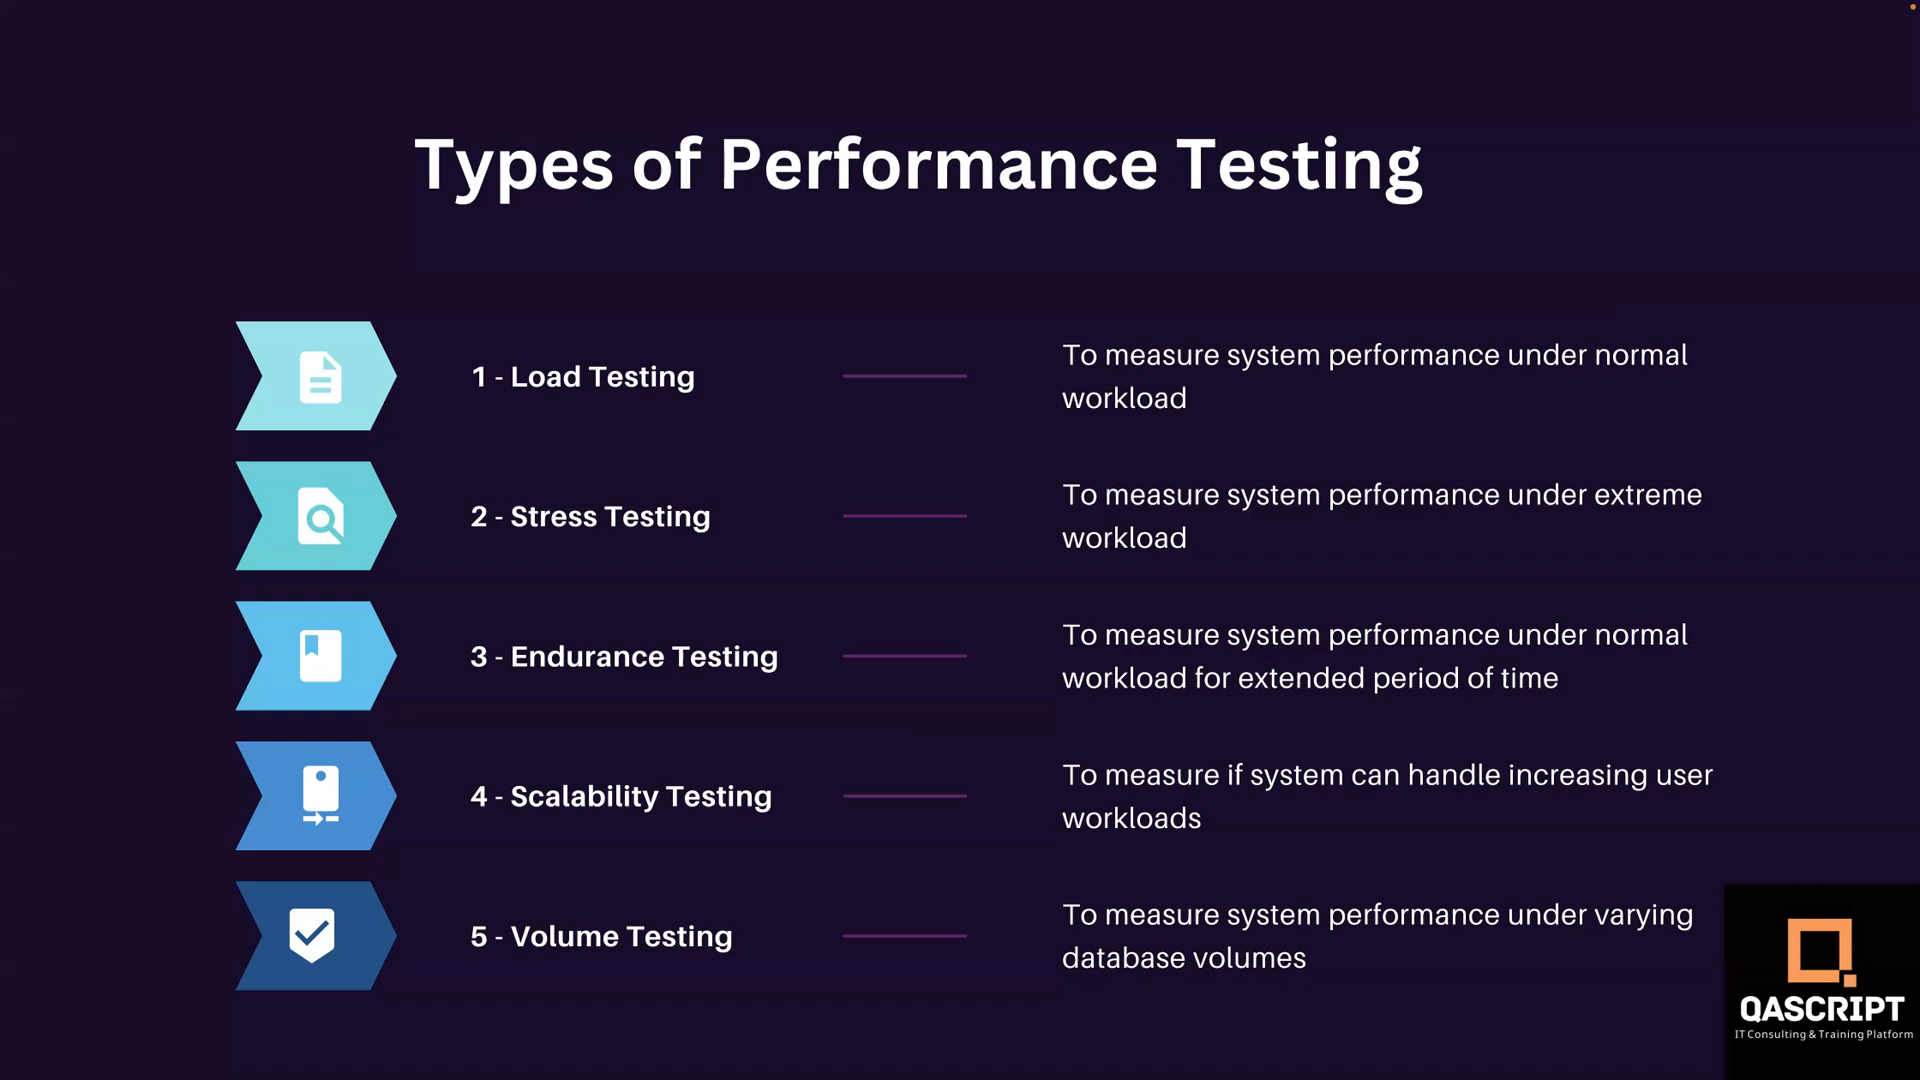 Types of Performance Testing
1 - Load Testing
To measure system performance under normal
workload
2 - Stress Testing
To measure system performance under extreme
workload
3 - Endurance Testing
To measure system performance under normal
workload for extended period of time
4 - Scalability Testing
To measure if system can handle increasing user
workloads
5 - Volume Testing
To measure system performance under varying
database volumes
QASCRIPT
IT Consulting & Training Platform